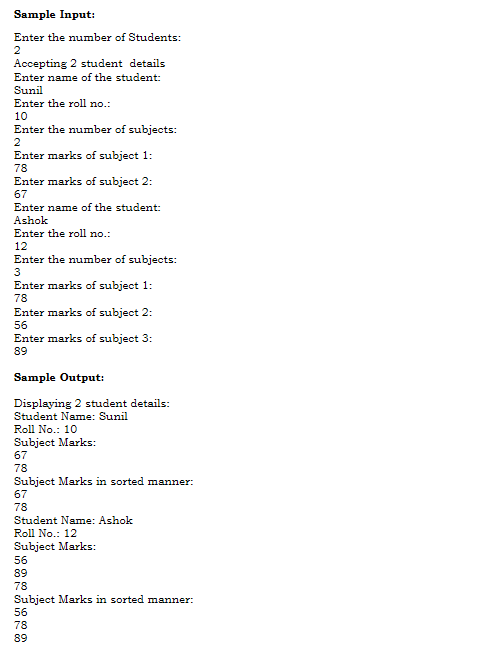 Sample Input:
Enter the number of Students:
2
Accepting 2 student  details
Enter name of the student:
Sunil
Enter the roll no.:
10
Enter the number of subjects:
2
Enter marks of subject 1:
78
Enter marks of subject 2:
67
Enter name of the student:
Ashok
Enter the roll no.:
12
Enter the number of subjects:
3
Enter marks of subject 1:
78
Enter marks of subject 2:
56
Enter marks of subject 3:
89
Sample Output:
Displaying 2 student details:
Student Name: Sunil
Roll No.: 10
Subject Marks:
67
78
Subject Marks in sorted manner:
67
78
Student Name: Ashok
Roll No.: 12
Subject Marks:
56
89
78
Subject Marks in sorted manner:
56
78
89